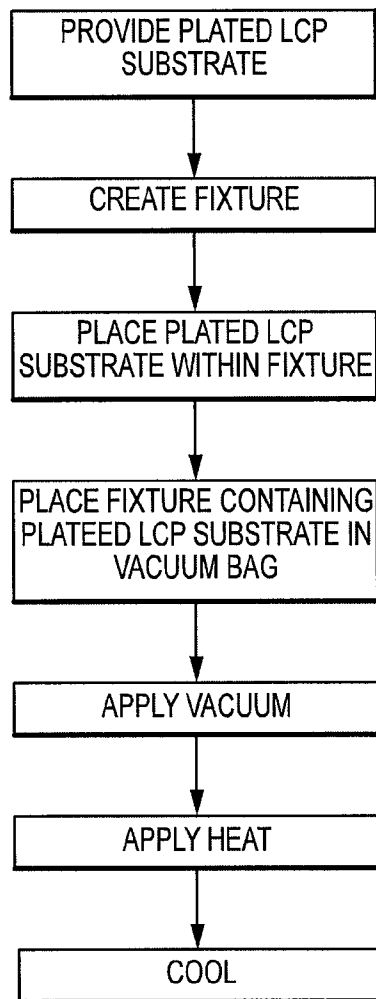 PROVIDE PLATED LCP
SUBSTRATE
CREATE FIXTURE
PLACE PLATED LCP
SUBSTRATE WITHIN FIXTURE
PLACE FIXTURE CONTAINING
PLATEED LCP SUBSTRATE IN
VACUUM BAG
APPLY VACUUM
APPLY HEAT
COOL